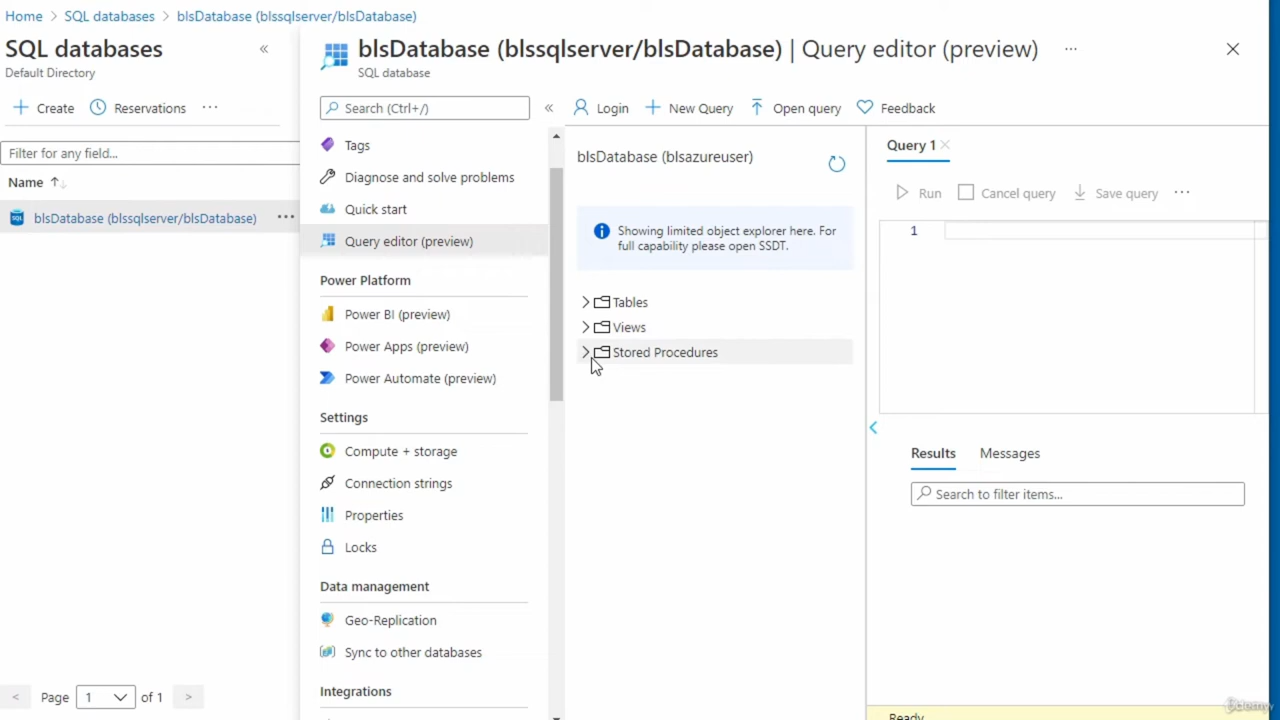 Home > SQL databases > blsDatabase (blssqlserver/blsDatabase)
SQL databases
Default Directory
Create
Reservations
Filter for any field...
Name
blsDatabase (blssqlserver/blsDatabase)
Page 1 of 1
blsDatabase (blssqlserver/blsDatabase) | Query editor (preview)
SQL database
Search (Ctrl+/)
Tags
Diagnose and solve problems
Quick start
Query editor (preview)
Power Platform
Power BI (preview)
Power Apps (preview)
Power Automate (preview)
Settings
Compute + storage
Connection strings
Properties
Locks
Data management
Geo-Replication
Sync to other databases
Integrations
Login
New Query
Open query
Feedback
blsDatabase (blsazureuser)
Showing limited object explorer here. For
full capability please open SSDT.
Tables
Views
Stored Procedures
Query 1
Run
Cancel query
Save query
1
Results
Messages
Search to filter items...
Ready
Udemy